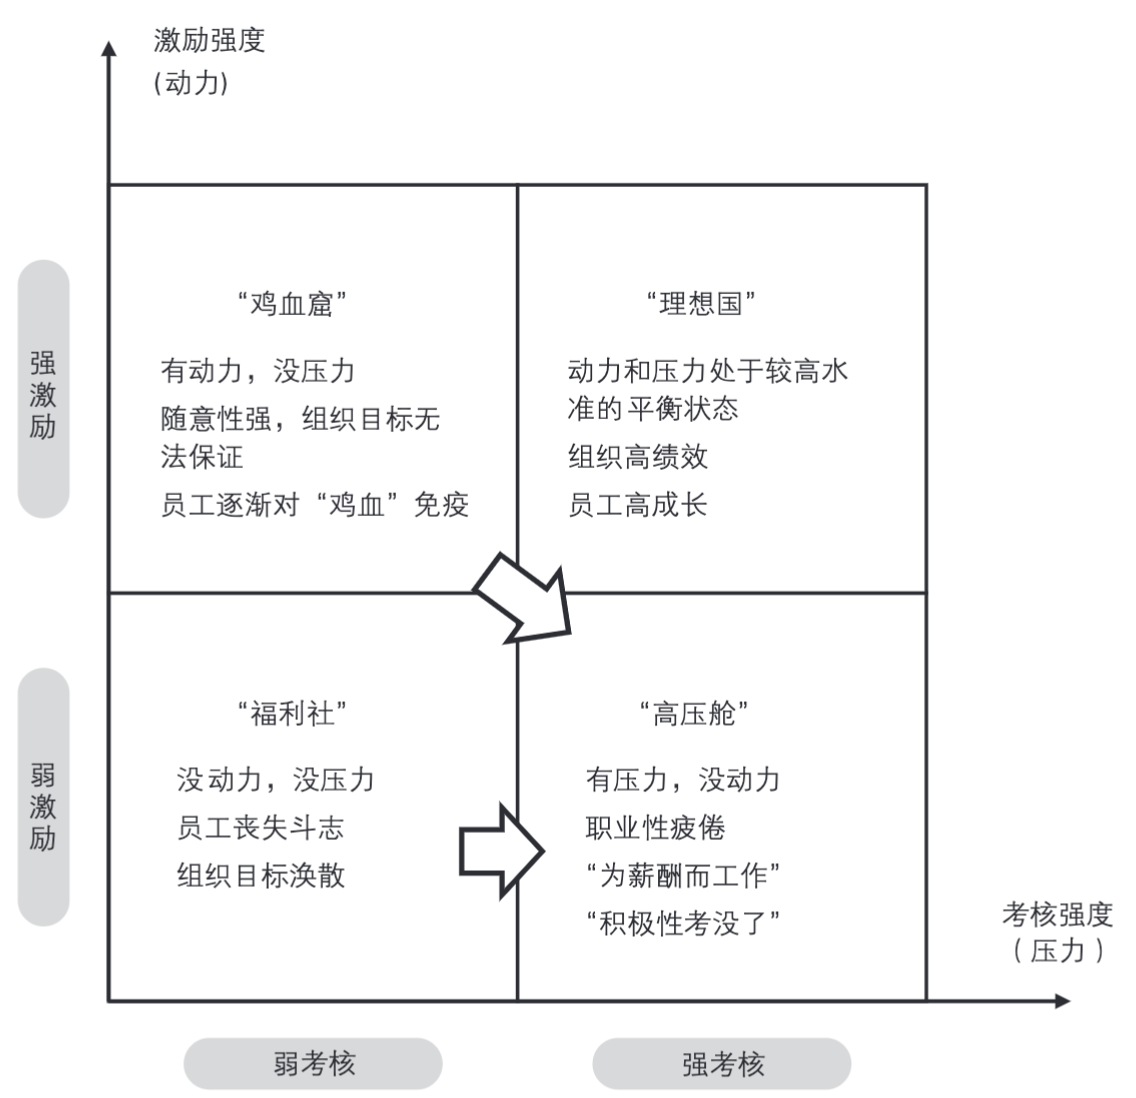 激励强度
(动力)
强激励
“鸡血窟”
有动力，没压力
随意性强，组织目标无
法保证
员工逐渐对“鸡血”免疫
“理想国”
动力和压力处于较高水
准的平衡状态
组织高绩效
员工高成长
弱激励
“福利社”
没动力，没压力
员工丧失斗志
组织目标涣散
“高压舱”
有压力，没动力
职业性疲倦
“为薪酬而工作”
“积极性考没了”
考核强度
（压力）
弱考核
强考核